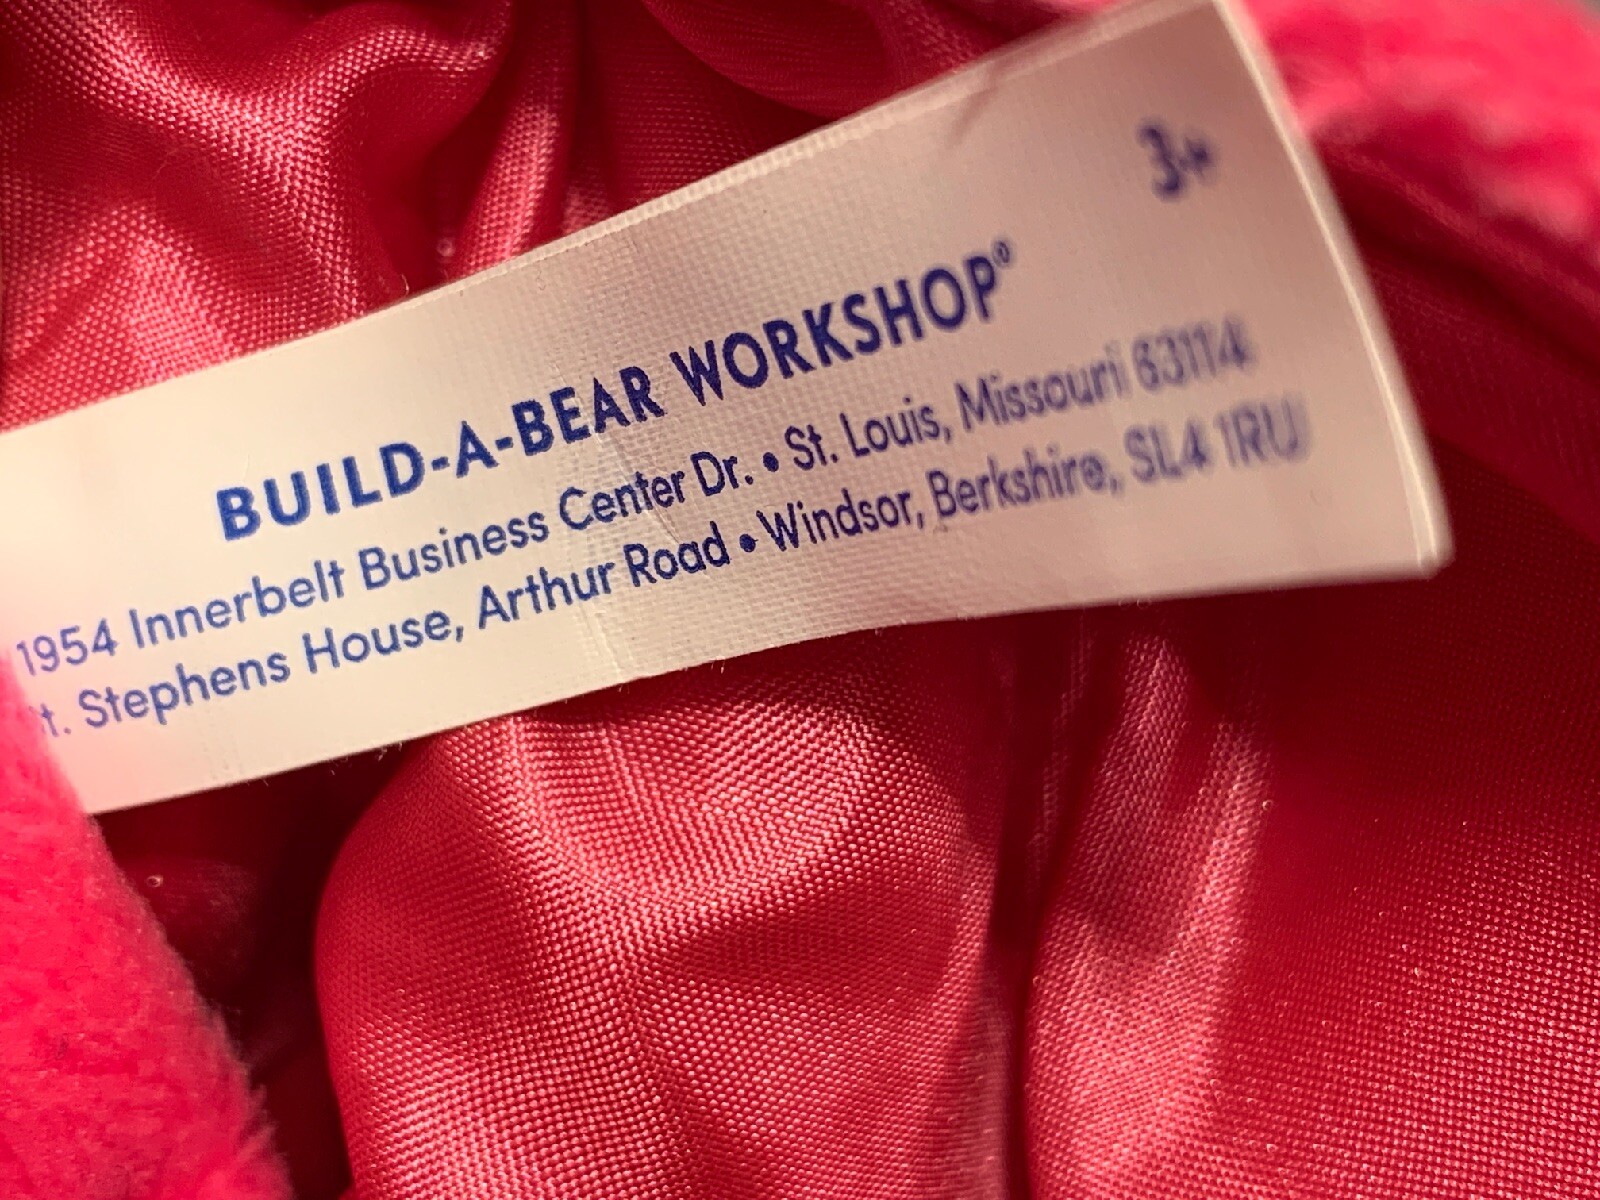 3+
BUILD-A-BEAR WORKSHOP®
1954 Innerbelt Business Center Dr. • St. Louis, Missouri 63114
t. Stephens House, Arthur Road • Windsor, Berkshire, SL4 1RU